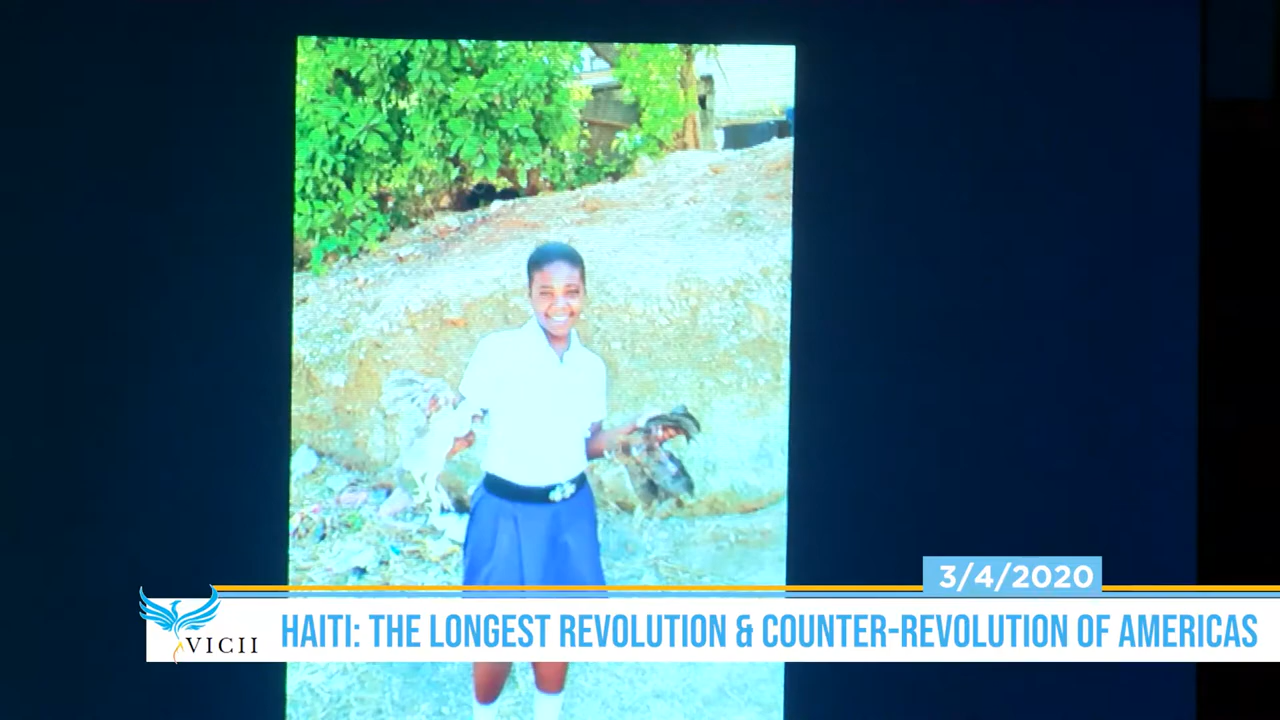 3/4/2020
VICII
HAITI: THE LONGEST REVOLUTION & COUNTER-REVOLUTION OF AMERICAS